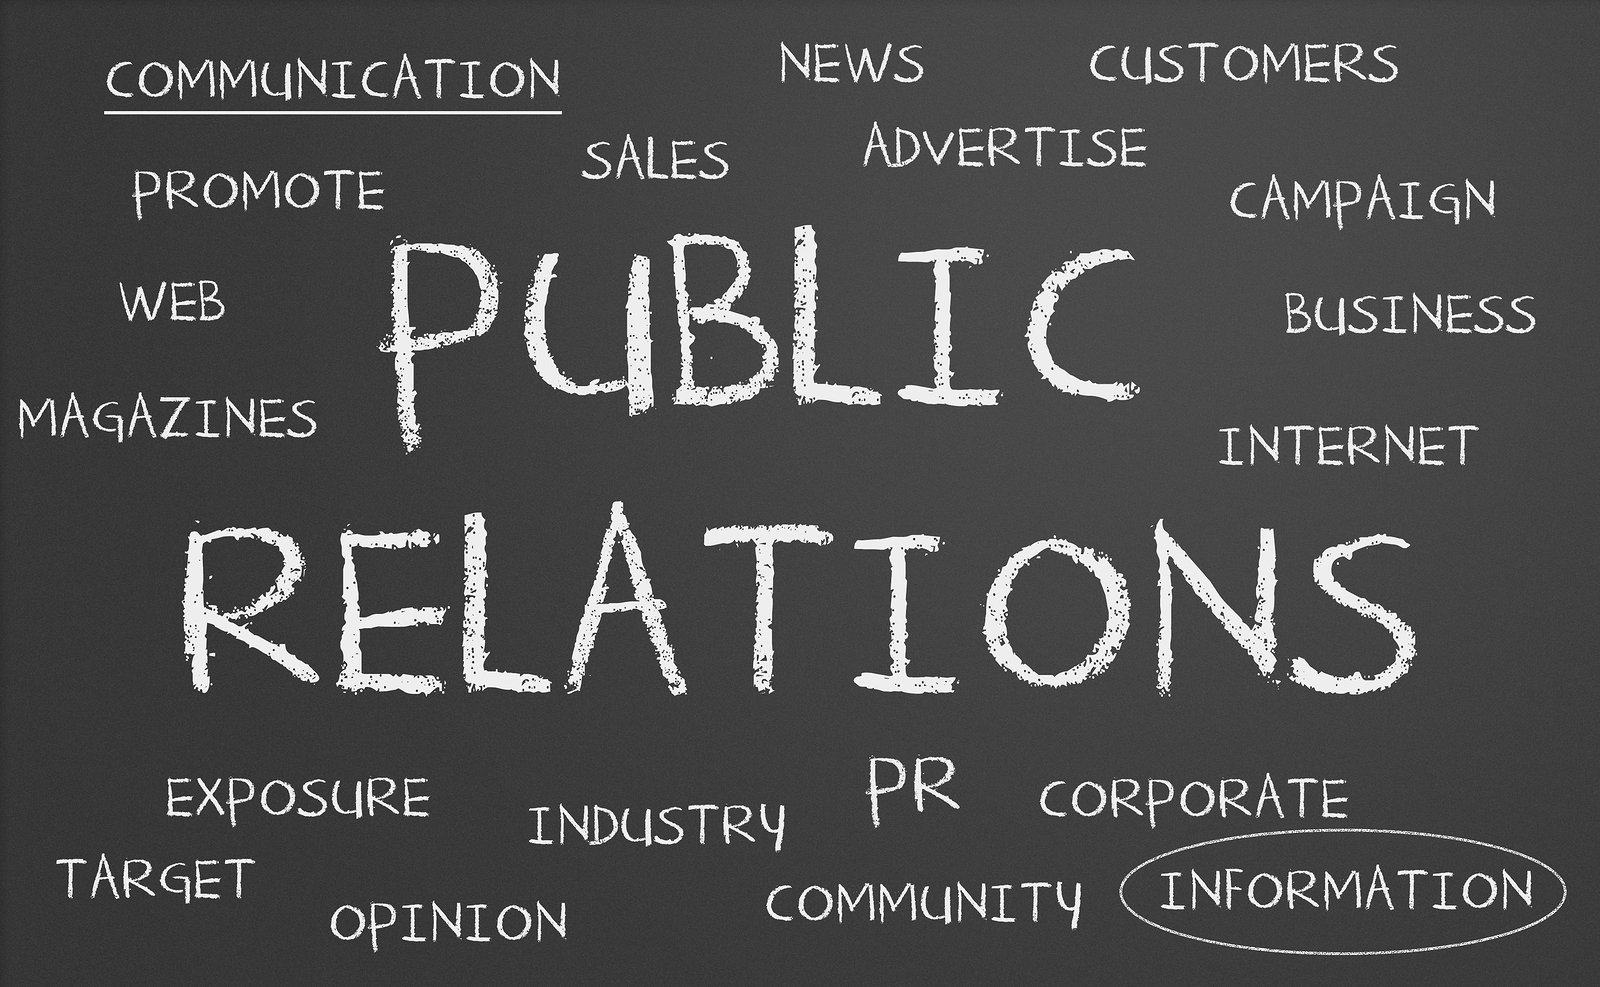 COMMUNICATION
NEWS
CUSTOMERS
SALES
ADVERTISE
PROMOTE
CAMPAIGN
WEB
BUSINESS
PUBLIC
MAGAZINES
INTERNET
RELATIONS
EXPOSURE
INDUSTRY
PR
CORPORATE
TARGET
OPINION
COMMUNITY
INFORMATION